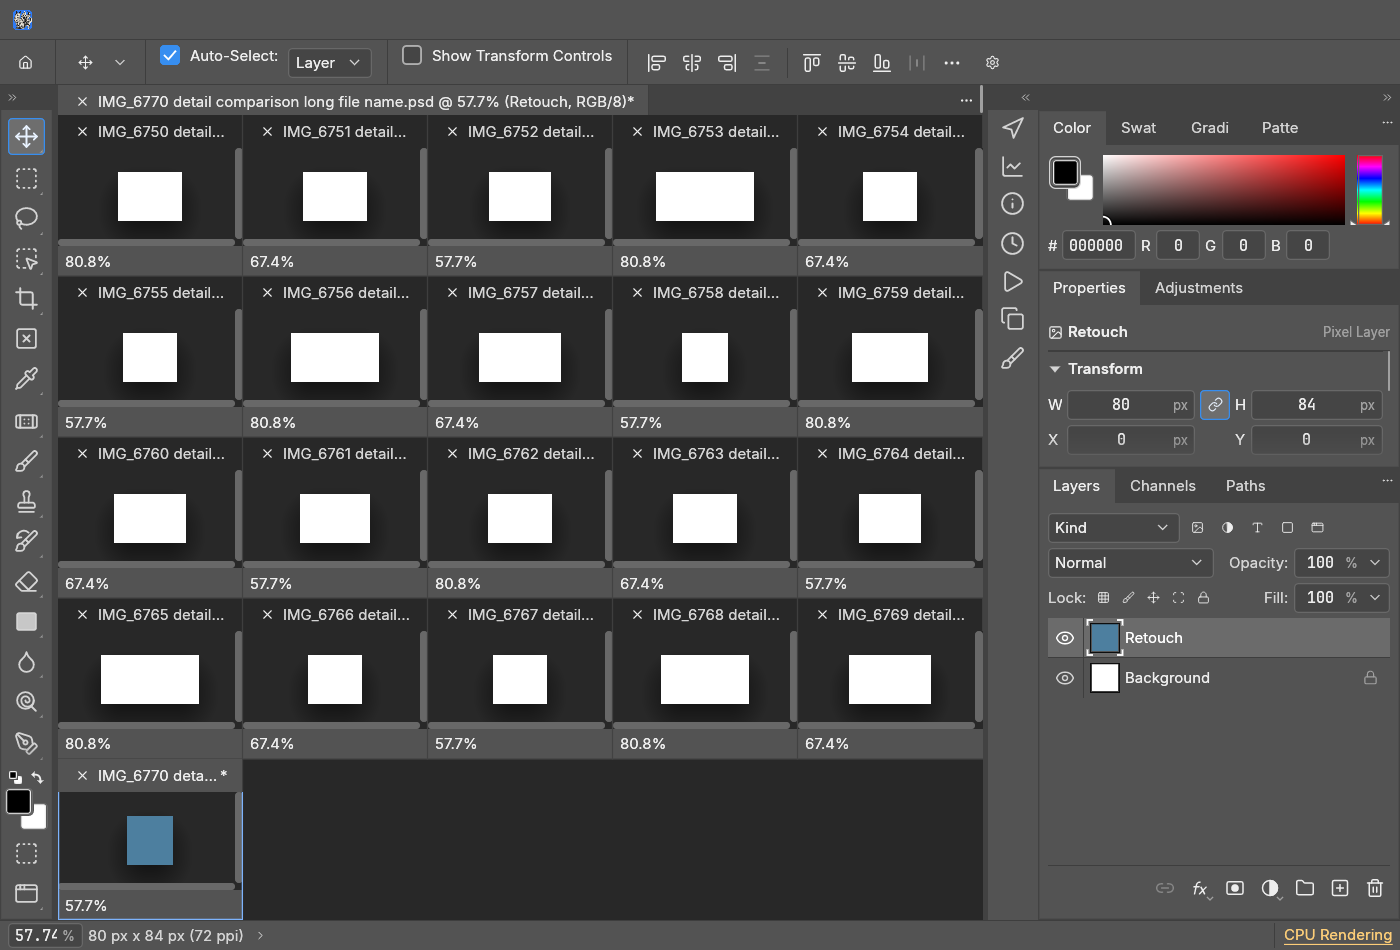 Auto-Select: Layer Show Transform Controls
IMG_6770 detail comparison long file name.psd @ 57.7% (Retouch, RGB/8)*
IMG_6750 detail... IMG_6751 detail... IMG_6752 detail... IMG_6753 detail... IMG_6754 detail...
80.8% 67.4% 57.7% 80.8% 67.4%
IMG_6755 detail... IMG_6756 detail... IMG_6757 detail... IMG_6758 detail... IMG_6759 detail...
57.7% 80.8% 67.4% 57.7% 80.8%
IMG_6760 detail... IMG_6761 detail... IMG_6762 detail... IMG_6763 detail... IMG_6764 detail...
67.4% 57.7% 80.8% 67.4% 57.7%
IMG_6765 detail... IMG_6766 detail... IMG_6767 detail... IMG_6768 detail... IMG_6769 detail...
80.8% 67.4% 57.7% 80.8% 67.4%
IMG_6770 deta... *
57.7%
Color Swat Gradi Patte
# 000000 R 0 G 0 B 0
Properties Adjustments
Retouch Pixel Layer
Transform
W 80 px H 84 px
X 0 px Y 0 px
Layers Channels Paths
Kind
Normal Opacity: 100 %
Lock: Fill: 100 %
Retouch
Background
fx
57.74 % 80 px x 84 px (72 ppi) CPU Rendering